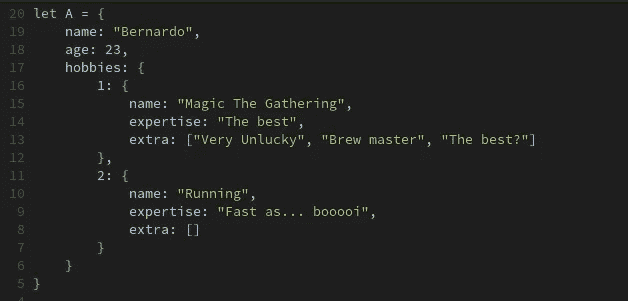 20 let A = {
19     name: "Bernardo",
18     age: 23,
17     hobbies: {
16         1: {
15             name: "Magic The Gathering",
14             expertise: "The best",
13             extra: ["Very Unlucky", "Brew master", "The best?"]
12         },
11         2: {
10             name: "Running",
9             expertise: "Fast as... booooi",
8             extra: []
7         }
6     }
5 }